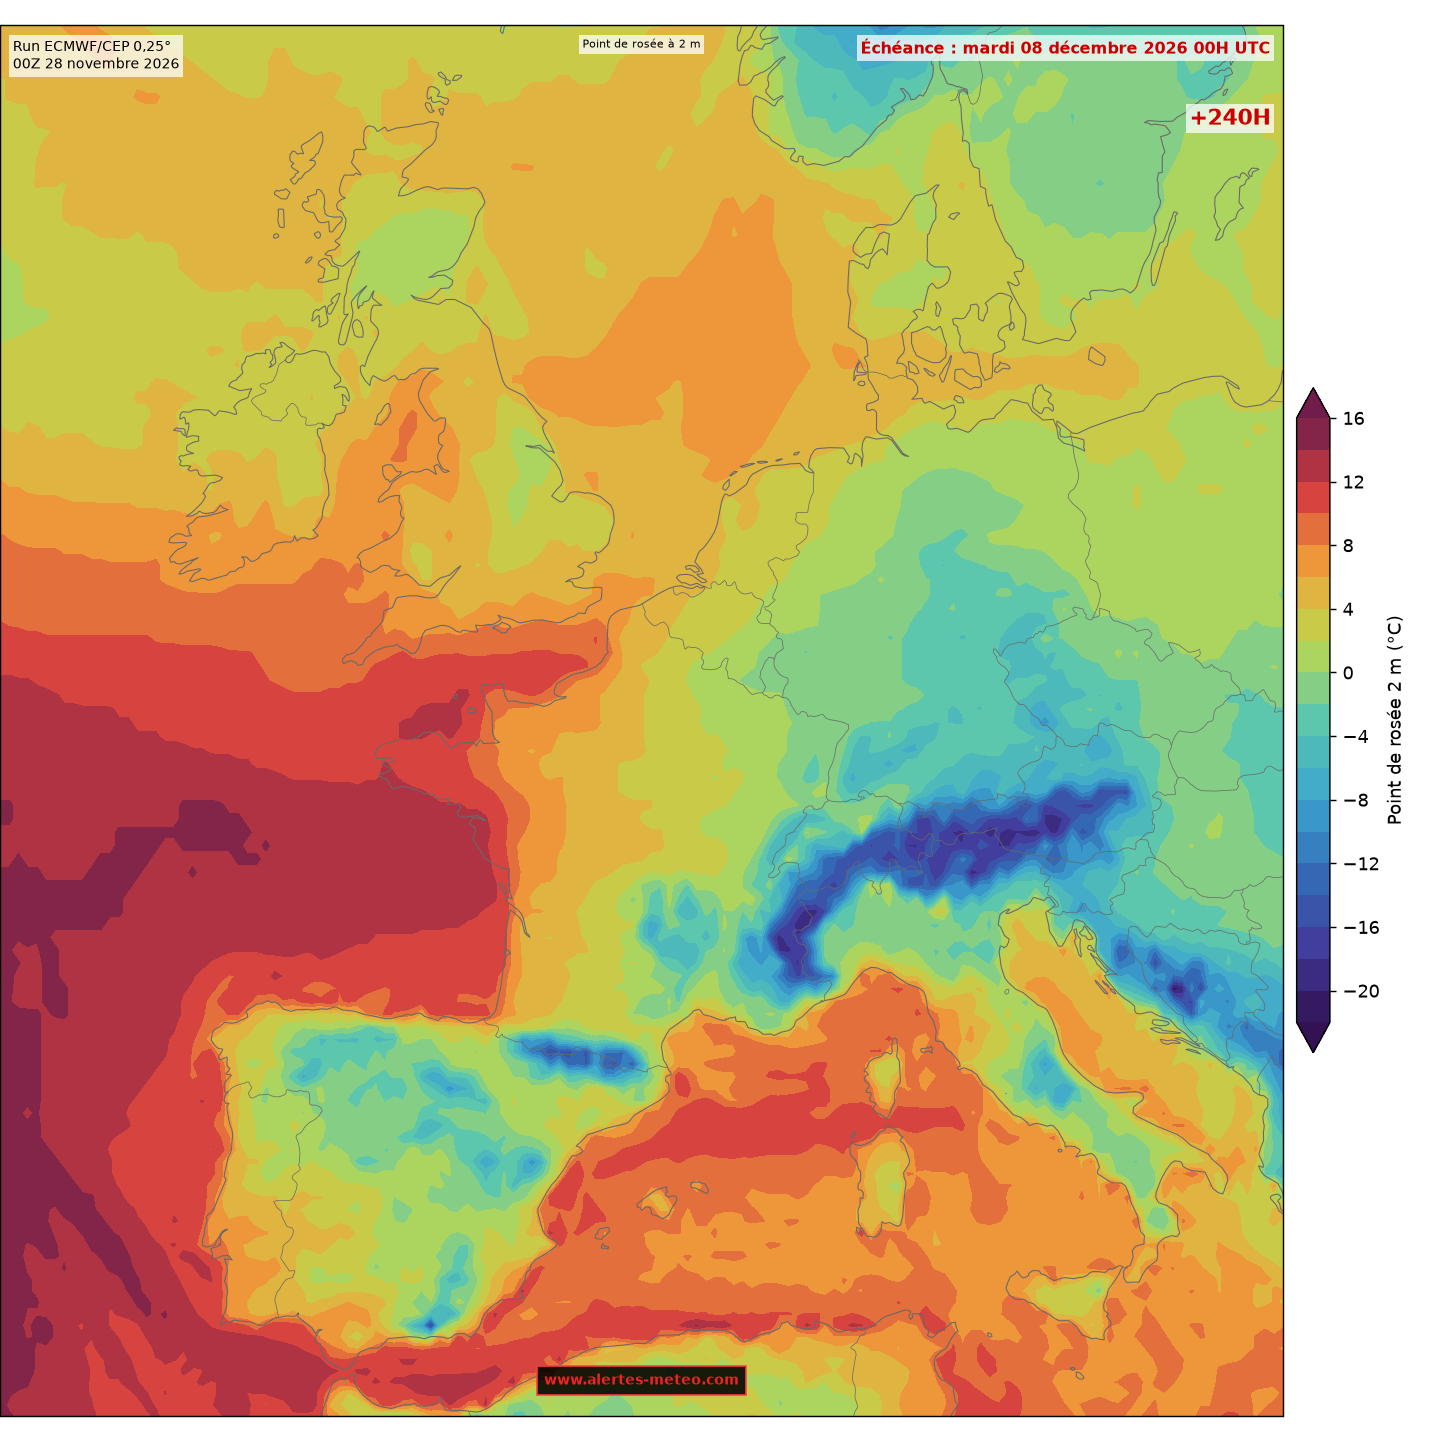 Run ECMWF/CEP 0,25°
00Z 28 novembre 2026
Point de rosée à 2 m
Échéance : mardi 08 décembre 2026 00H UTC
+240H
16
12
8
4
0
−4
−8
−12
−16
−20
Point de rosée 2 m (°C)
www.alertes-meteo.com